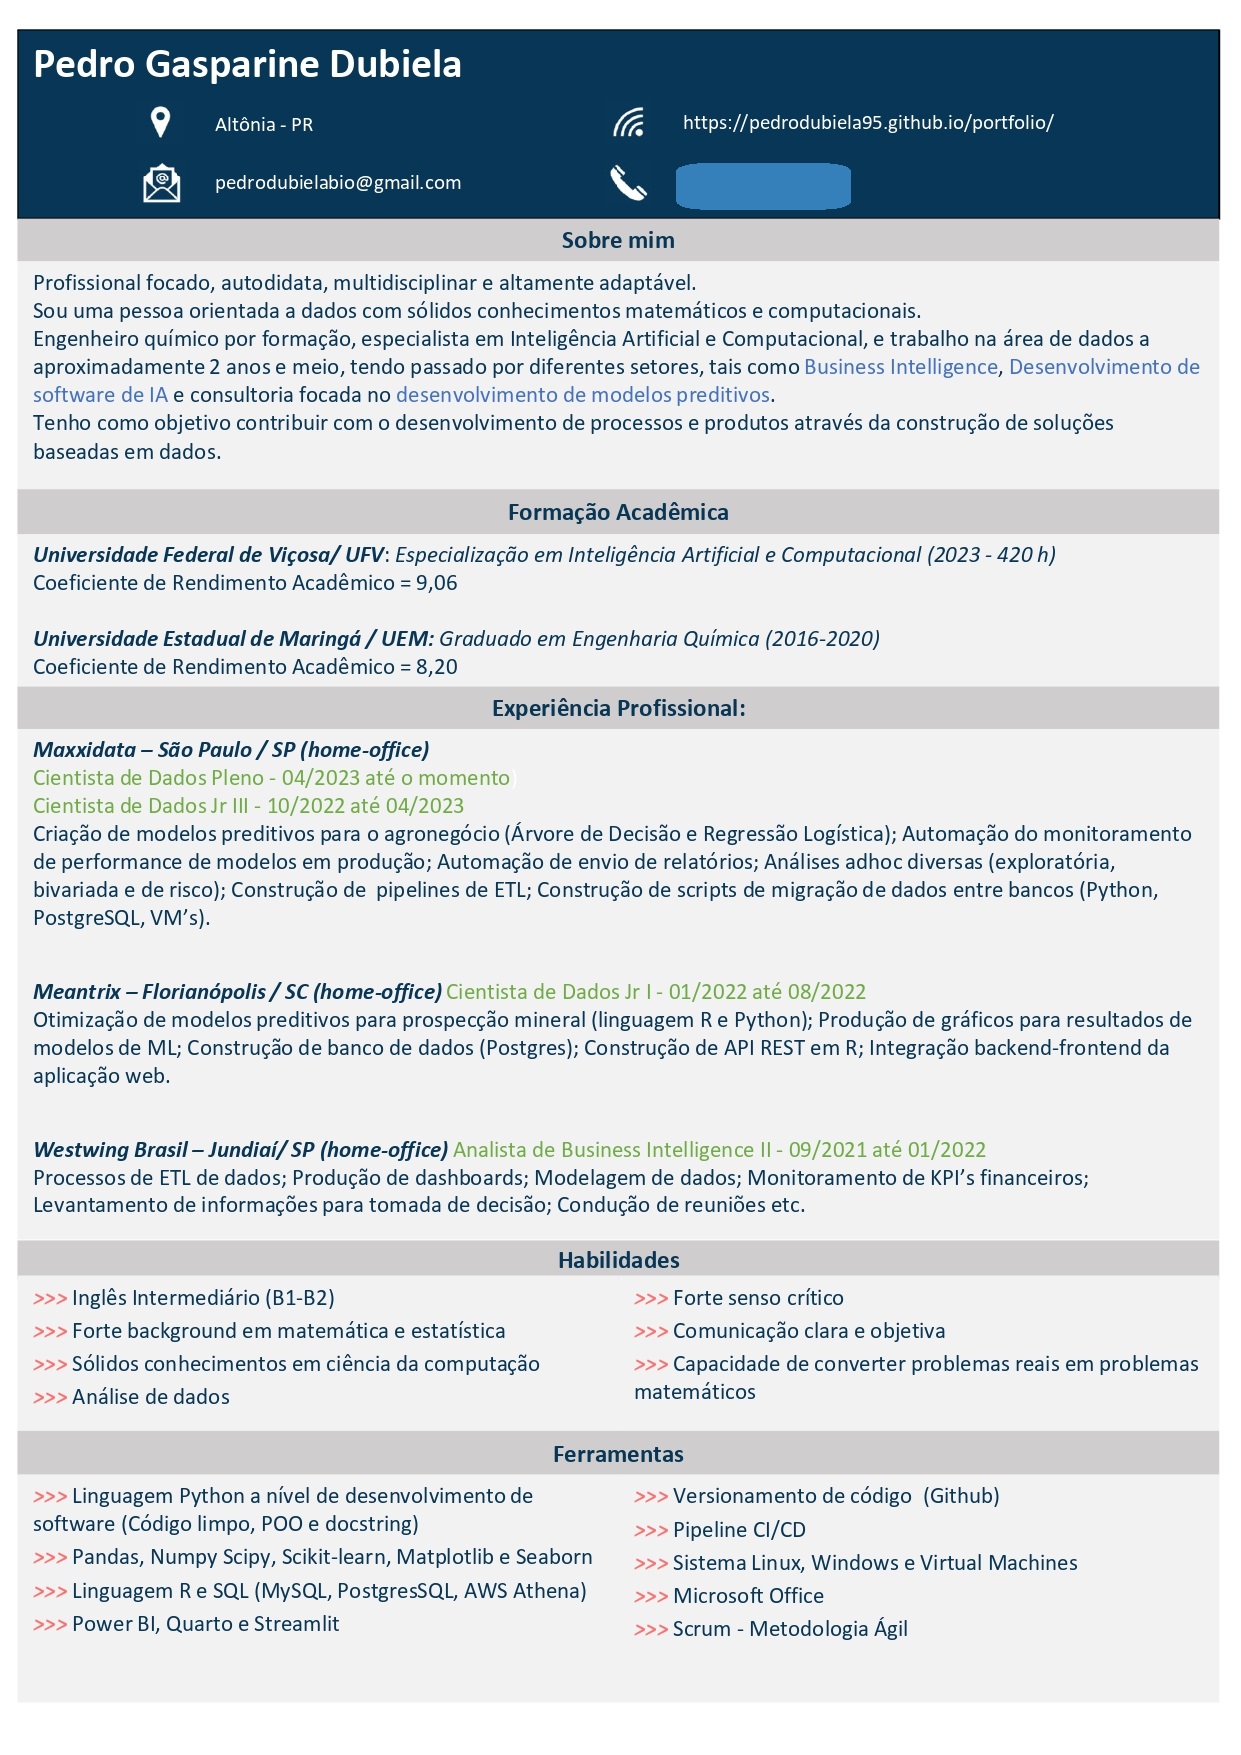 Pedro Gasparine Dubiela
Altônia - PR
https://pedrodubiela95.github.io/portfolio/
pedrodubielabio@gmail.com
Sobre mim
Profissional focado, autodidata, multidisciplinar e altamente adaptável.
Sou uma pessoa orientada a dados com sólidos conhecimentos matemáticos e computacionais.
Engenheiro químico por formação, especialista em Inteligência Artificial e Computacional, e trabalho na área de dados a
aproximadamente 2 anos e meio, tendo passado por diferentes setores, tais como Business Intelligence, Desenvolvimento de
software de IA e consultoria focada no desenvolvimento de modelos preditivos.
Tenho como objetivo contribuir com o desenvolvimento de processos e produtos através da construção de soluções
baseadas em dados.
Formação Acadêmica
Universidade Federal de Viçosa/ UFV: Especialização em Inteligência Artificial e Computacional (2023 - 420 h)
Coeficiente de Rendimento Acadêmico = 9,06
Universidade Estadual de Maringá / UEM: Graduado em Engenharia Química (2016-2020)
Coeficiente de Rendimento Acadêmico = 8,20
Experiência Profissional:
Maxxidata – São Paulo / SP (home-office)
Cientista de Dados Pleno - 04/2023 até o momento)
Cientista de Dados Jr III - 10/2022 até 04/2023
Criação de modelos preditivos para o agronegócio (Árvore de Decisão e Regressão Logística); Automação do monitoramento
de performance de modelos em produção; Automação de envio de relatórios; Análises adhoc diversas (exploratória,
bivariada e de risco); Construção de pipelines de ETL; Construção de scripts de migração de dados entre bancos (Python,
PostgreSQL, VM’s).
Meantrix – Florianópolis / SC (home-office) Cientista de Dados Jr I - 01/2022 até 08/2022
Otimização de modelos preditivos para prospecção mineral (linguagem R e Python); Produção de gráficos para resultados de
modelos de ML; Construção de banco de dados (Postgres); Construção de API REST em R; Integração backend-frontend da
aplicação web.
Westwing Brasil – Jundiaí/ SP (home-office) Analista de Business Intelligence II - 09/2021 até 01/2022
Processos de ETL de dados; Produção de dashboards; Modelagem de dados; Monitoramento de KPI’s financeiros;
Levantamento de informações para tomada de decisão; Condução de reuniões etc.
Habilidades
>>> Inglês Intermediário (B1-B2)
>>> Forte background em matemática e estatística
>>> Sólidos conhecimentos em ciência da computação
>>> Análise de dados
>>> Forte senso crítico
>>> Comunicação clara e objetiva
>>> Capacidade de converter problemas reais em problemas
matemáticos
Ferramentas
>>> Linguagem Python a nível de desenvolvimento de
software (Código limpo, POO e docstring)
>>> Pandas, Numpy Scipy, Scikit-learn, Matplotlib e Seaborn
>>> Linguagem R e SQL (MySQL, PostgresSQL, AWS Athena)
>>> Power BI, Quarto e Streamlit
>>> Versionamento de código (Github)
>>> Pipeline CI/CD
>>> Sistema Linux, Windows e Virtual Machines
>>> Microsoft Office
>>> Scrum - Metodologia Ágil